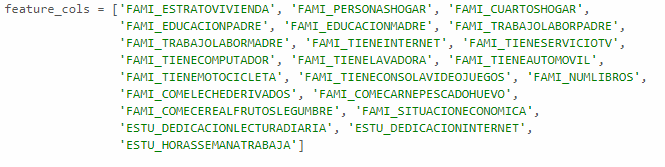 feature_cols = ['FAMI_ESTRATOVIVIENDA', 'FAMI_PERSONASHOGAR', 'FAMI_CUARTOSHOGAR',
'FAMI_EDUCACIONPADRE', 'FAMI_EDUCACIONMADRE', 'FAMI_TRABAJOLABORPADRE',
'FAMI_TRABAJOLABORMADRE', 'FAMI_TIENEINTERNET', 'FAMI_TIENESERVICIOTV',
'FAMI_TIENECOMPUTADOR', 'FAMI_TIENELAVADORA', 'FAMI_TIENEAUTOMOVIL',
'FAMI_TIENEMOTOCICLETA', 'FAMI_TIENECONSOLAVIDEOJUEGOS', 'FAMI_NUMLIBROS',
'FAMI_COMELECHEDERIVADOS', 'FAMI_COMECARNEPESCADOHUEVO',
'FAMI_COMECEREALFRUTOSLEGUMBRE', 'FAMI_SITUACIONECONOMICA',
'ESTU_DEDICACIONLECTURADIARIA', 'ESTU_DEDICACIONINTERNET',
'ESTU_HORASSEMANATRABAJA']